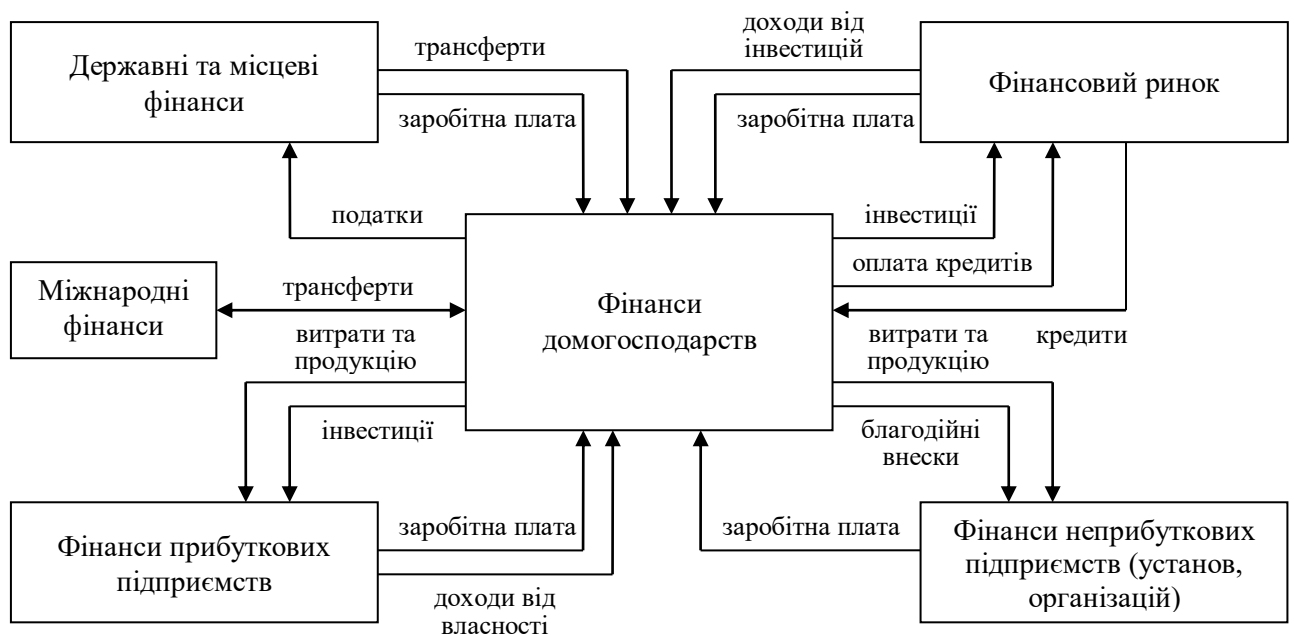 доходи від
інвестицій
трансферти
Державні та місцеві
фінанси
Фінансовий ринок
заробітна плата
заробітна плата
податки
інвестиції
оплата кредитів
Міжнародні
фінанси
трансферти
Фінанси
домогосподарств
витрати та
продукцію
витрати та
продукцію
кредити
інвестиції
благодійні
внески
заробітна плата
заробітна плата
Фінанси прибуткових
підприємств
Фінанси неприбуткових
підприємств (установ,
організацій)
доходи від
власності